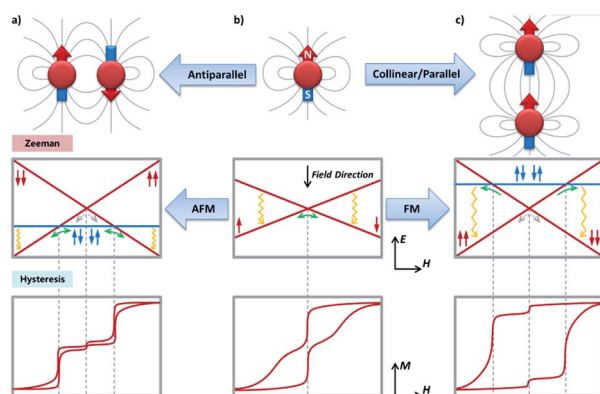 a)
b)
c)
N
S
Antiparallel
Collinear/Parallel
Zeeman
Field Direction
AFM
FM
E
H
Hysteresis
M
H